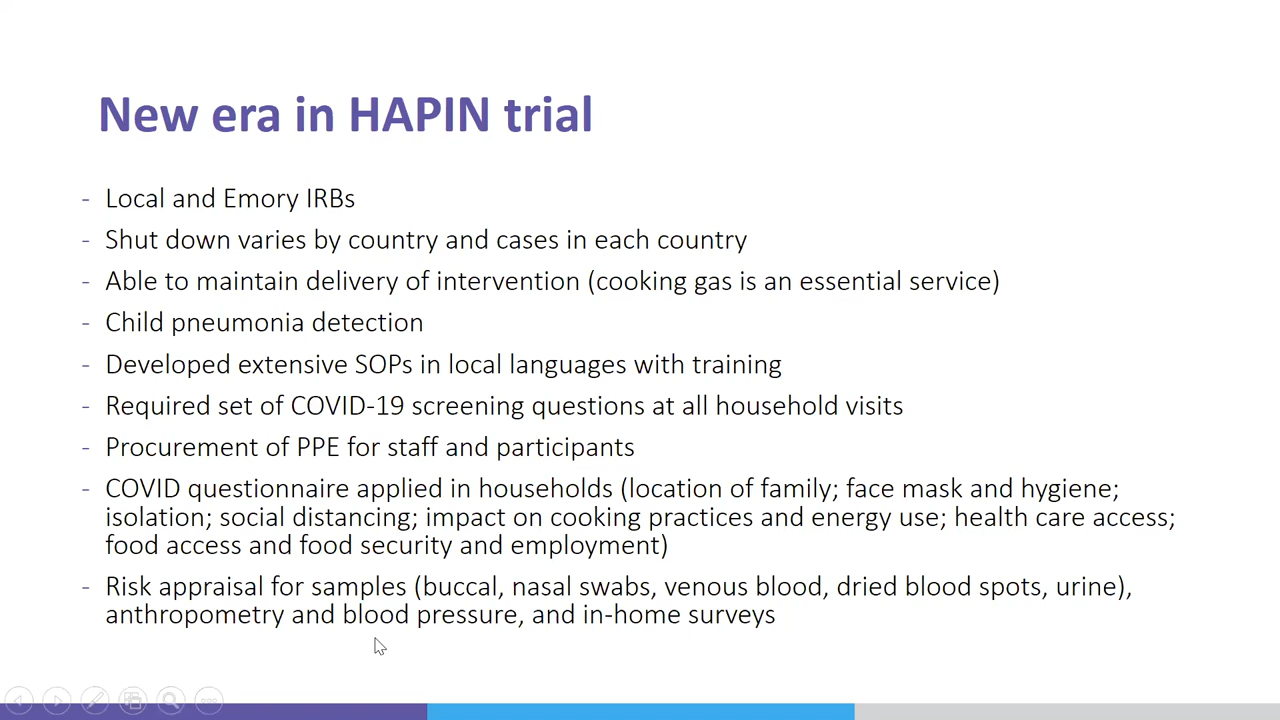 New era in HAPIN trial
- Local and Emory IRBs
- Shut down varies by country and cases in each country
- Able to maintain delivery of intervention (cooking gas is an essential service)
- Child pneumonia detection
- Developed extensive SOPs in local languages with training
- Required set of COVID-19 screening questions at all household visits
- Procurement of PPE for staff and participants
- COVID questionnaire applied in households (location of family; face mask and hygiene;
isolation; social distancing; impact on cooking practices and energy use; health care access;
food access and food security and employment)
- Risk appraisal for samples (buccal, nasal swabs, venous blood, dried blood spots, urine),
anthropometry and blood pressure, and in-home surveys